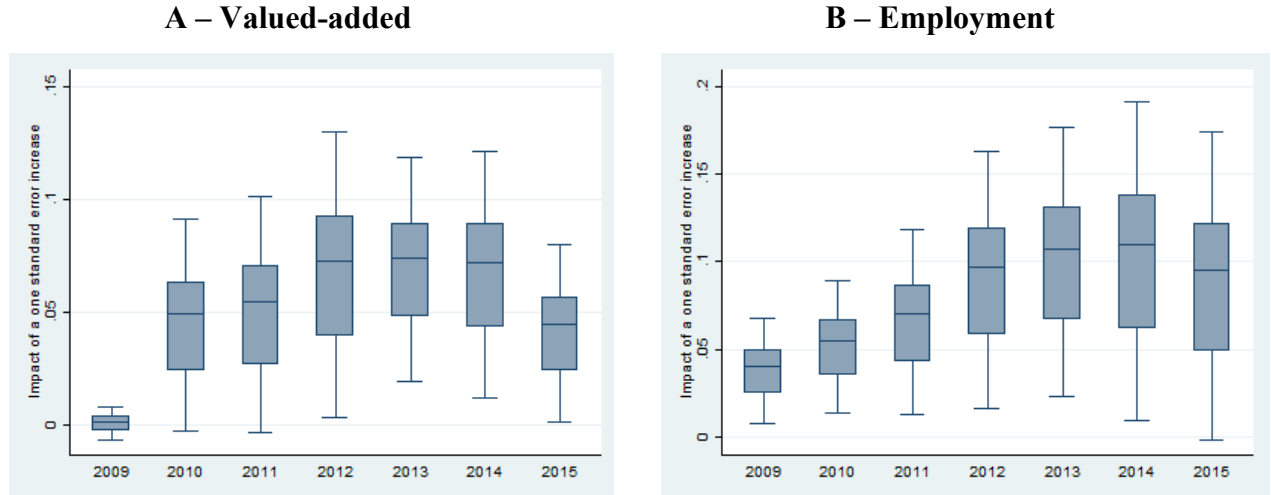 A – Valued-added
B – Employment
Impact of a one standard error increase
.15
.1
.05
0
2009 2010 2011 2012 2013 2014 2015
Impact of a one standard error increase
.2
.15
.1
.05
0
2009 2010 2011 2012 2013 2014 2015